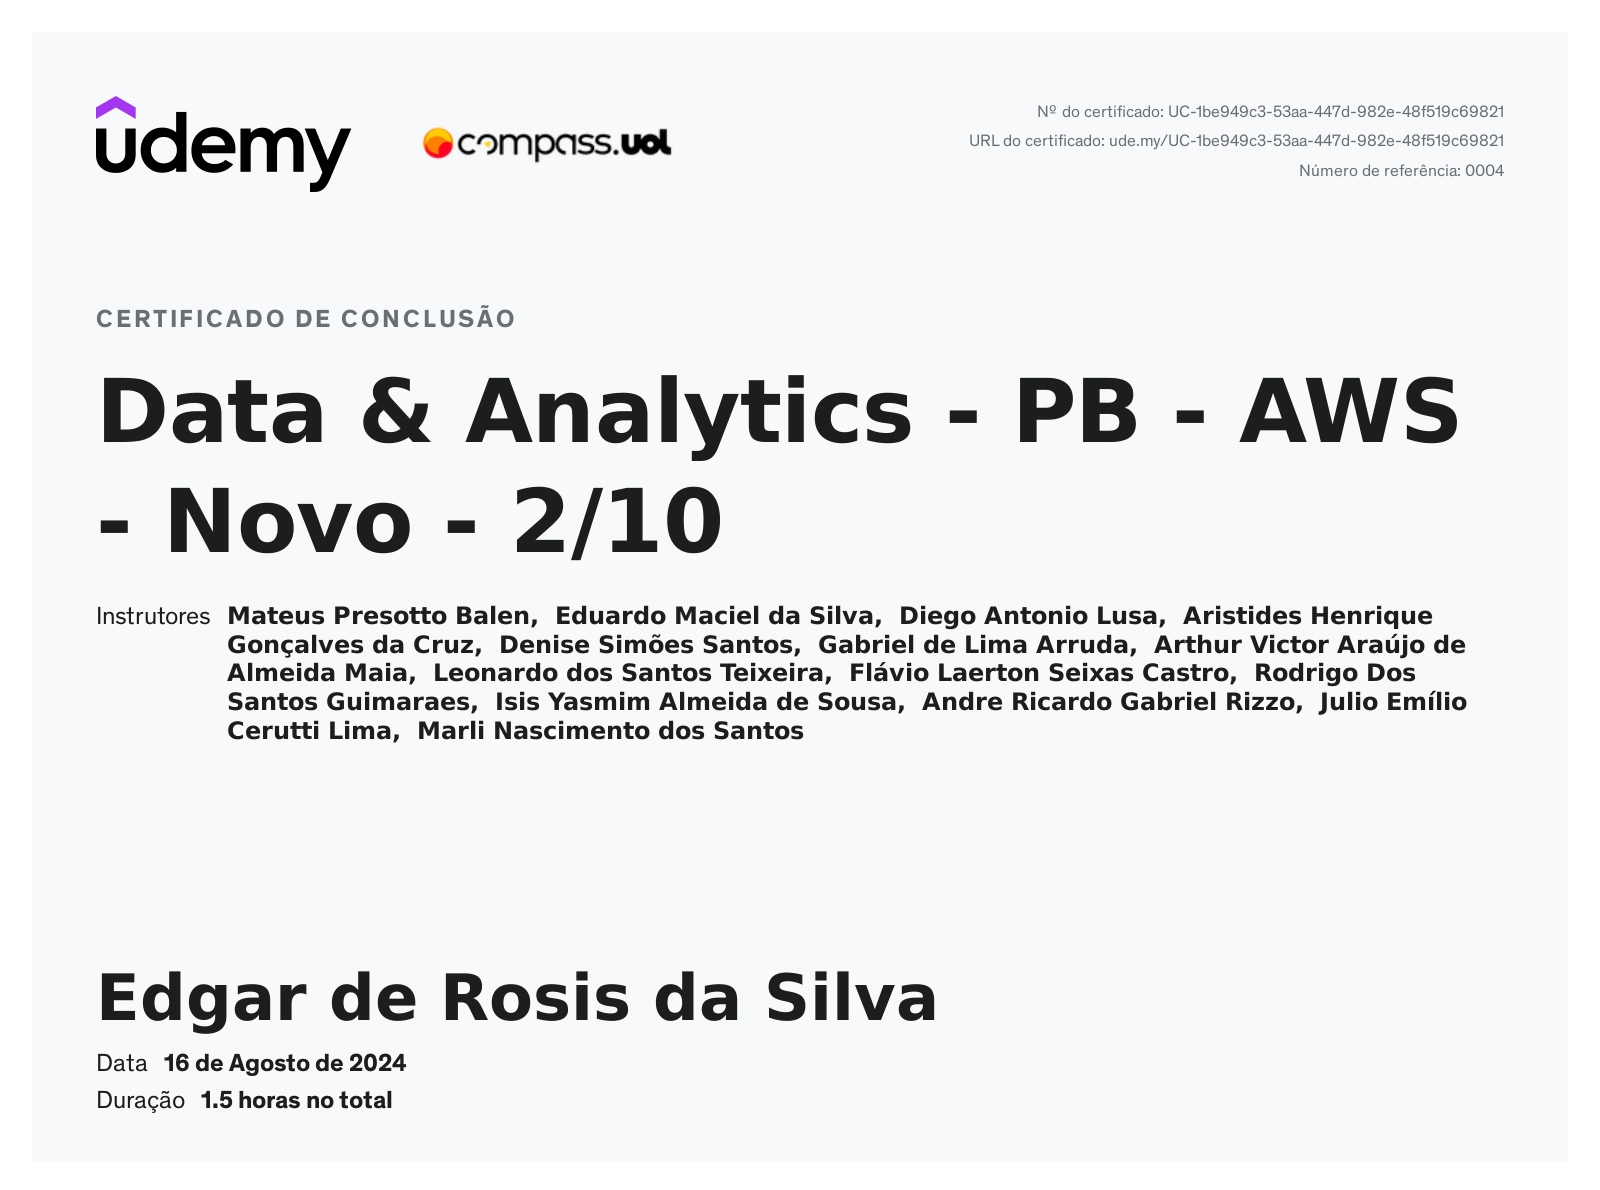 udemy
compass.uol
Nº do certificado: UC-1be949c3-53aa-447d-982e-48f519c69821
URL do certificado: ude.my/UC-1be949c3-53aa-447d-982e-48f519c69821
Número de referência: 0004
CERTIFICADO DE CONCLUSÃO
Data & Analytics - PB - AWS
- Novo - 2/10
Instrutores Mateus Presotto Balen, Eduardo Maciel da Silva, Diego Antonio Lusa, Aristides Henrique
Gonçalves da Cruz, Denise Simões Santos, Gabriel de Lima Arruda, Arthur Victor Araújo de
Almeida Maia, Leonardo dos Santos Teixeira, Flávio Laerton Seixas Castro, Rodrigo Dos
Santos Guimaraes, Isis Yasmim Almeida de Sousa, Andre Ricardo Gabriel Rizzo, Julio Emílio
Cerutti Lima, Marli Nascimento dos Santos
Edgar de Rosis da Silva
Data 16 de Agosto de 2024
Duração 1.5 horas no total